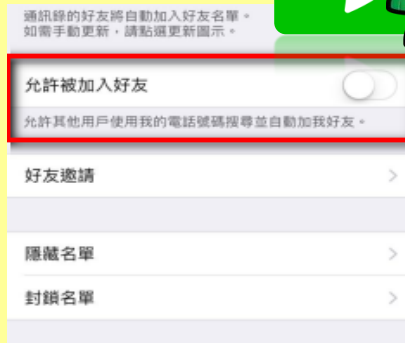 通訊錄的好友將自動加入好友名單。
如需手動更新，請點選更新圖示。
允許被加入好友
允許其他用戶使用我的電話號碼搜尋並自動加我好友。
好友邀請
隱藏名單
封鎖名單